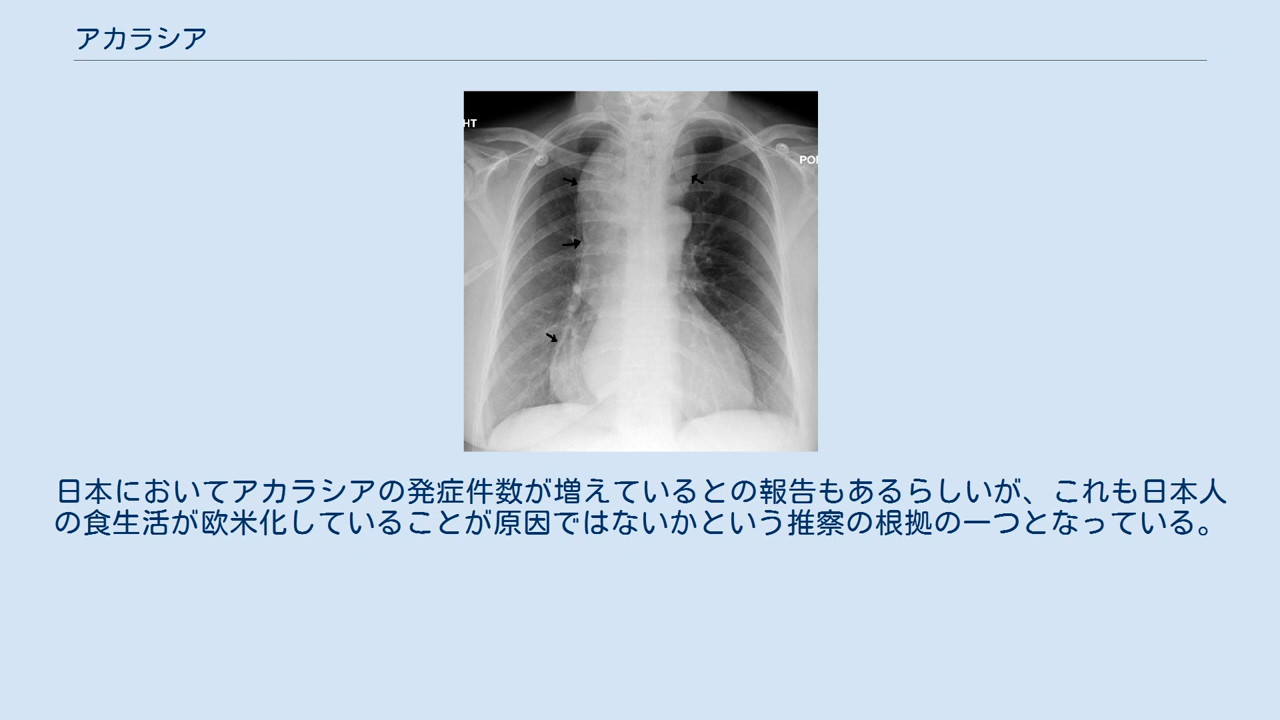 アカラシア
HT
POI
日本においてアカラシアの発症件数が増えているとの報告もあるらしいが、これも日本人
の食生活が欧米化していることが原因ではないかという推察の根拠の一つとなっている。